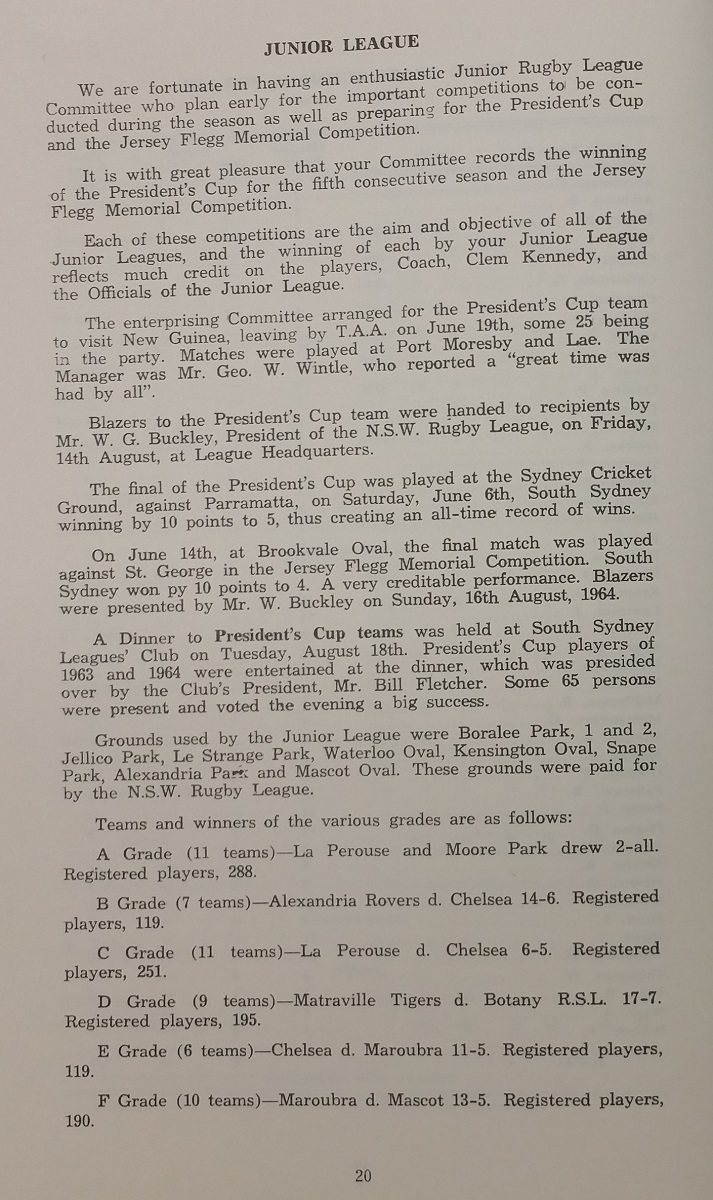 JUNIOR LEAGUE
We are fortunate in having an enthusiastic Junior Rugby League
Committee who plan early for the important competitions to be con-
ducted during the season as well as preparing for the President's Cup
and the Jersey Flegg Memorial Competition.
It is with great pleasure that your Committee records the winning
of the President's Cup for the fifth consecutive season and the Jersey
Flegg Memorial Competition.
Each of these competitions are the aim and objective of all of the
Junior Leagues, and the winning of each by your Junior League
reflects much credit on the players, Coach, Clem Kennedy, and
the Officials of the Junior League.
The enterprising Committee arranged for the President's Cup team
to visit New Guinea, leaving by T.A.A. on June 19th, some 25 being
in the party. Matches were played at Port Moresby and Lae. The
Manager was Mr. Geo. W. Wintle, who reported a "great time was
had by all".
Blazers to the President's Cup team were handed to recipients by
Mr. W. G. Buckley, President of the N.S.W. Rugby League, on Friday,
14th August, at League Headquarters.
The final of the President's Cup was played at the Sydney Cricket
Ground, against Parramatta, on Saturday, June 6th, South Sydney
winning by 10 points to 5, thus creating an all-time record of wins.
On June 14th, at Brookvale Oval, the final match was played
against St. George in the Jersey Flegg Memorial Competition. South
Sydney won py 10 points to 4. A very creditable performance. Blazers
were presented by Mr. W. Buckley on Sunday, 16th August, 1964.
A Dinner to President's Cup teams was held at South Sydney
Leagues' Club on Tuesday, August 18th. President's Cup players of
1963 and 1964 were entertained at the dinner, which was presided
over by the Club's President, Mr. Bill Fletcher. Some 65 persons
were present and voted the evening a big success.
Grounds used by the Junior League were Boralee Park, 1 and 2,
Jellico Park, Le Strange Park, Waterloo Oval, Kensington Oval, Snape
Park, Alexandria Park and Mascot Oval. These grounds were paid for
by the N.S.W. Rugby League.
Teams and winners of the various grades are as follows:
A Grade (11 teams)—La Perouse and Moore Park drew 2-all.
Registered players, 288.
B Grade (7 teams)—Alexandria Rovers d. Chelsea 14-6. Registered
players, 119.
C Grade (11 teams)—La Perouse d. Chelsea 6-5. Registered
players, 251.
D Grade (9 teams)—Matraville Tigers d. Botany R.S.L. 17-7.
Registered players, 195.
E Grade (6 teams)—Chelsea d. Maroubra 11-5. Registered players,
119.
F Grade (10 teams)—Maroubra d. Mascot 13-5. Registered players,
190.
20